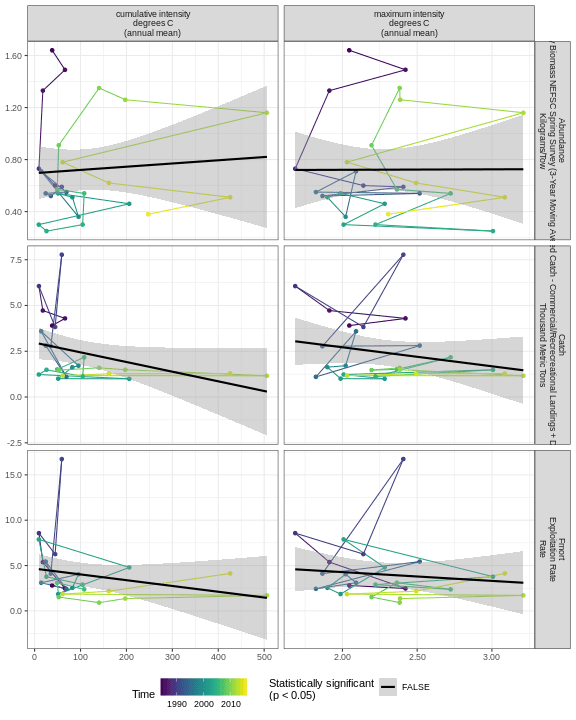 cumulative intensity
degrees C
(annual mean)
maximum intensity
degrees C
(annual mean)
1.60
1.20
0.80
0.40
Abundance
Biomass NEFSC Spring Survey (3-Year Moving
Kilograms/Tow
7.5
5.0
2.5
0.0
-2.5
Catch
Catch - Commercial/Recreational Landings +
Thousand Metric Tons
15.0
10.0
5.0
0.0
Fmort
Exploitation Rate
Rate
0 100 200 300 400 500
2.00 2.50 3.00
Time
1990 2000 2010
Statistically significant
(p < 0.05)
FALSE